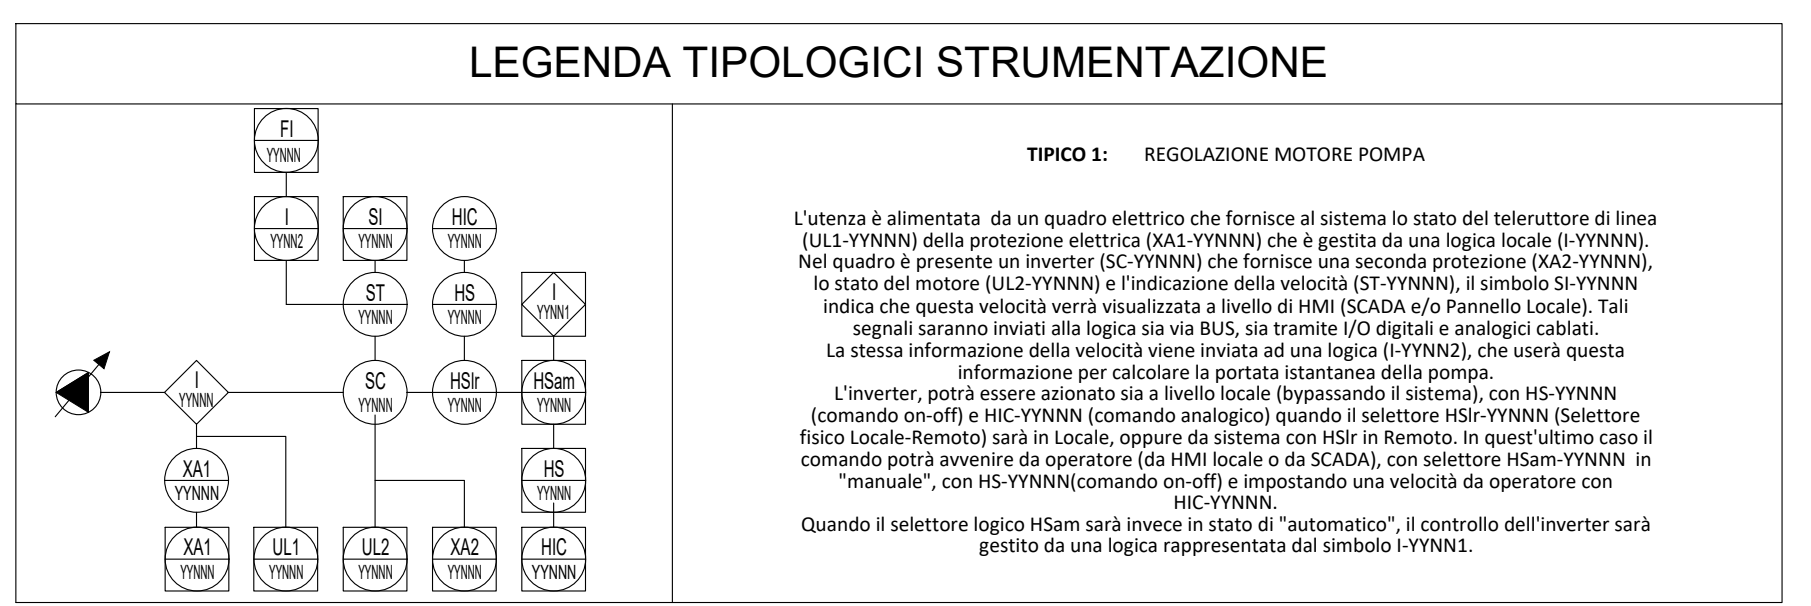 LEGENDA TIPOLOGICI STRUMENTAZIONE
FI
YYNNN
I
YYNN2
SI
YYNNN
HIC
YYNNN
ST
YYNNN
HS
YYNNN
I
YYNN1
I
YYNNN
SC
YYNNN
HSlr
YYNNN
HSam
YYNNN
XA1
YYNNN
HS
YYNNN
XA1
YYNNN
UL1
YYNNN
UL2
YYNNN
XA2
YYNNN
HIC
YYNNN
TIPICO 1: REGOLAZIONE MOTORE POMPA
L'utenza è alimentata da un quadro elettrico che fornisce al sistema lo stato del teleruttore di linea
(UL1-YYNNN) della protezione elettrica (XA1-YYNNN) che è gestita da una logica locale (I-YYNNN).
Nel quadro è presente un inverter (SC-YYNNN) che fornisce una seconda protezione (XA2-YYNNN),
lo stato del motore (UL2-YYNNN) e l'indicazione della velocità (ST-YYNNN), il simbolo SI-YYNNN
indica che questa velocità verrà visualizzata a livello di HMI (SCADA e/o Pannello Locale). Tali
segnali saranno inviati alla logica sia via BUS, sia tramite I/O digitali e analogici cablati.
La stessa informazione della velocità viene inviata ad una logica (I-YYNN2), che userà questa
informazione per calcolare la portata istantanea della pompa.
L'inverter, potrà essere azionato sia a livello locale (bypassando il sistema), con HS-YYNNN
(comando on-off) e HIC-YYNNN (comando analogico) quando il selettore HSlr-YYNNN (Selettore
fisico Locale-Remoto) sarà in Locale, oppure da sistema con HSlr in Remoto. In quest'ultimo caso il
comando potrà avvenire da operatore (da HMI locale o da SCADA), con selettore HSam-YYNNN in
"manuale", con HS-YYNNN(comando on-off) e impostando una velocità da operatore con
HIC-YYNNN.
Quando il selettore logico HSam sarà invece in stato di "automatico", il controllo dell'inverter sarà
gestito da una logica rappresentata dal simbolo I-YYNN1.